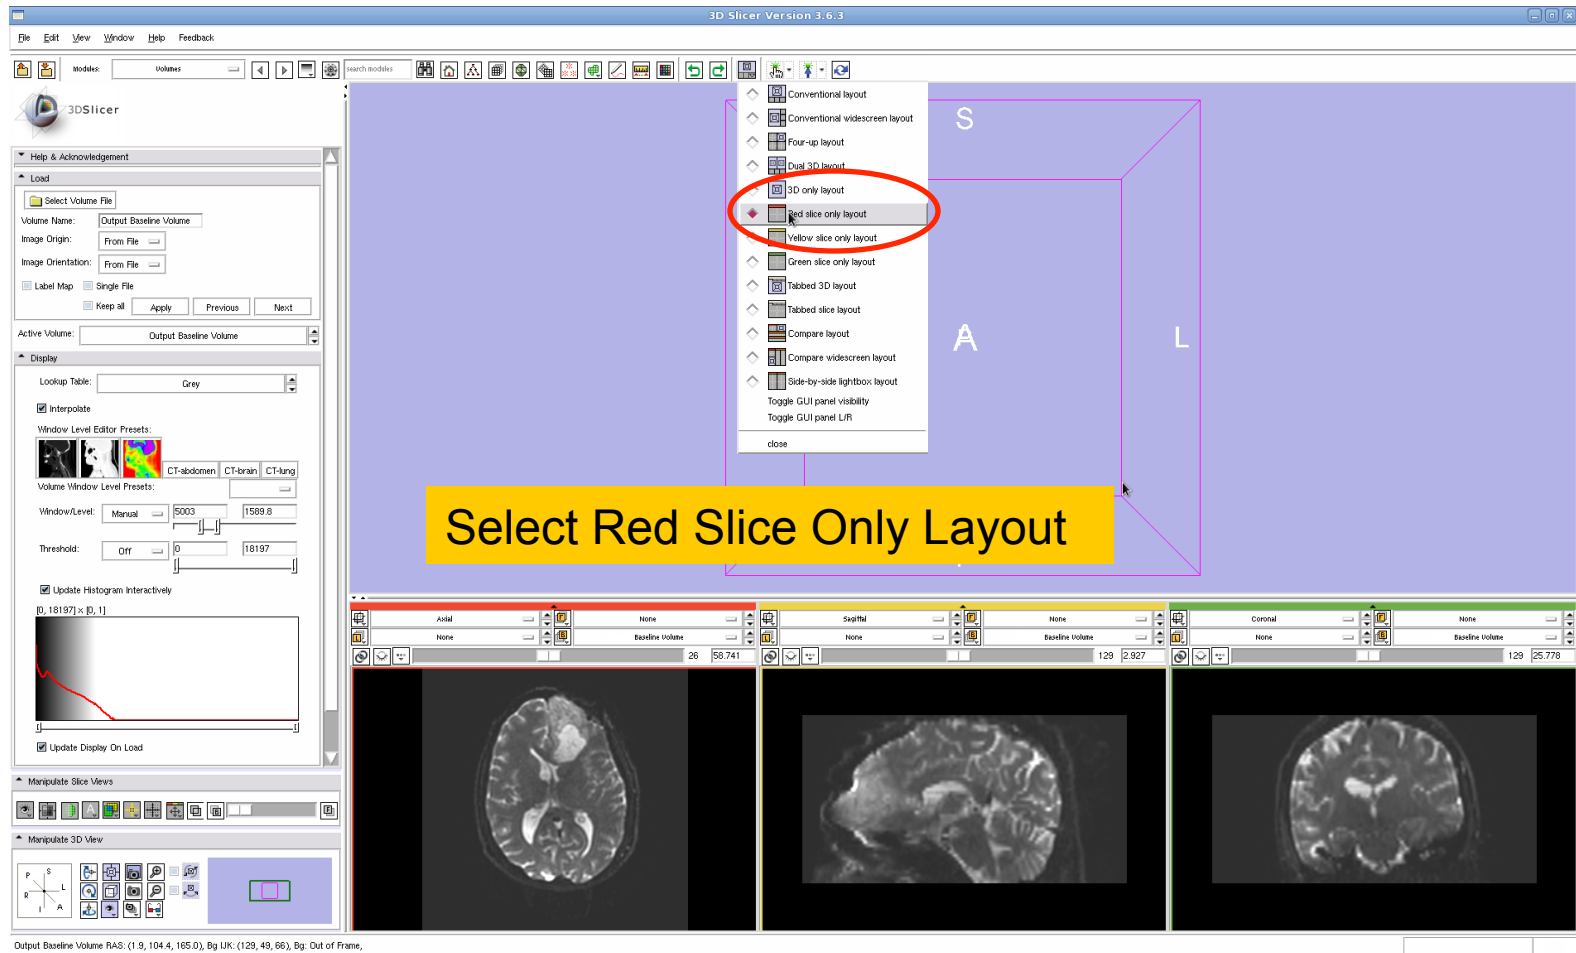 3D Slicer Version 3.6.3
File Edit View Window Help Feedback
Modules: Volumes search modules
3DSlicer
Help & Acknowledgement
Load
Select Volume File
Volume Name: Output Baseline Volume
Image Origin: From File
Image Orientation: From File
Label Map Single File
Keep all Apply Previous Next
Active Volume: Output Baseline Volume
Display
Lookup Table: Grey
Interpolate
Window Level Editor Presets:
CT-abdomen CT-brain CT-lung
Volume Window Level Presets:
Window/Level: Manual 5003 1589.8
Threshold: Off 0 18197
Update Histogram Interactively
[0, 18197] x [0, 1]
Update Display On Load
Manipulate Slice Views
Manipulate 3D View
P S
R L
I A
Conventional layout
Conventional widescreen layout
Four-up layout
Dual 3D layout
3D only layout
Red slice only layout
Yellow slice only layout
Green slice only layout
Tabbed 3D layout
Tabbed slice layout
Compare layout
Compare widescreen layout
Side-by-side lightbox layout
Toggle GUI panel visibility
Toggle GUI panel L/R
close
S
A
L
Select Red Slice Only Layout
Axial None
None Baseline Volume
26 58.741
Sagittal None
None Baseline Volume
129 2.927
Coronal None
None Baseline Volume
129 25.778
Output Baseline Volume RAS: (1.9, 104.4, 165.0), Bg IJK: (129, 49, 66), Bg: Out of Frame,